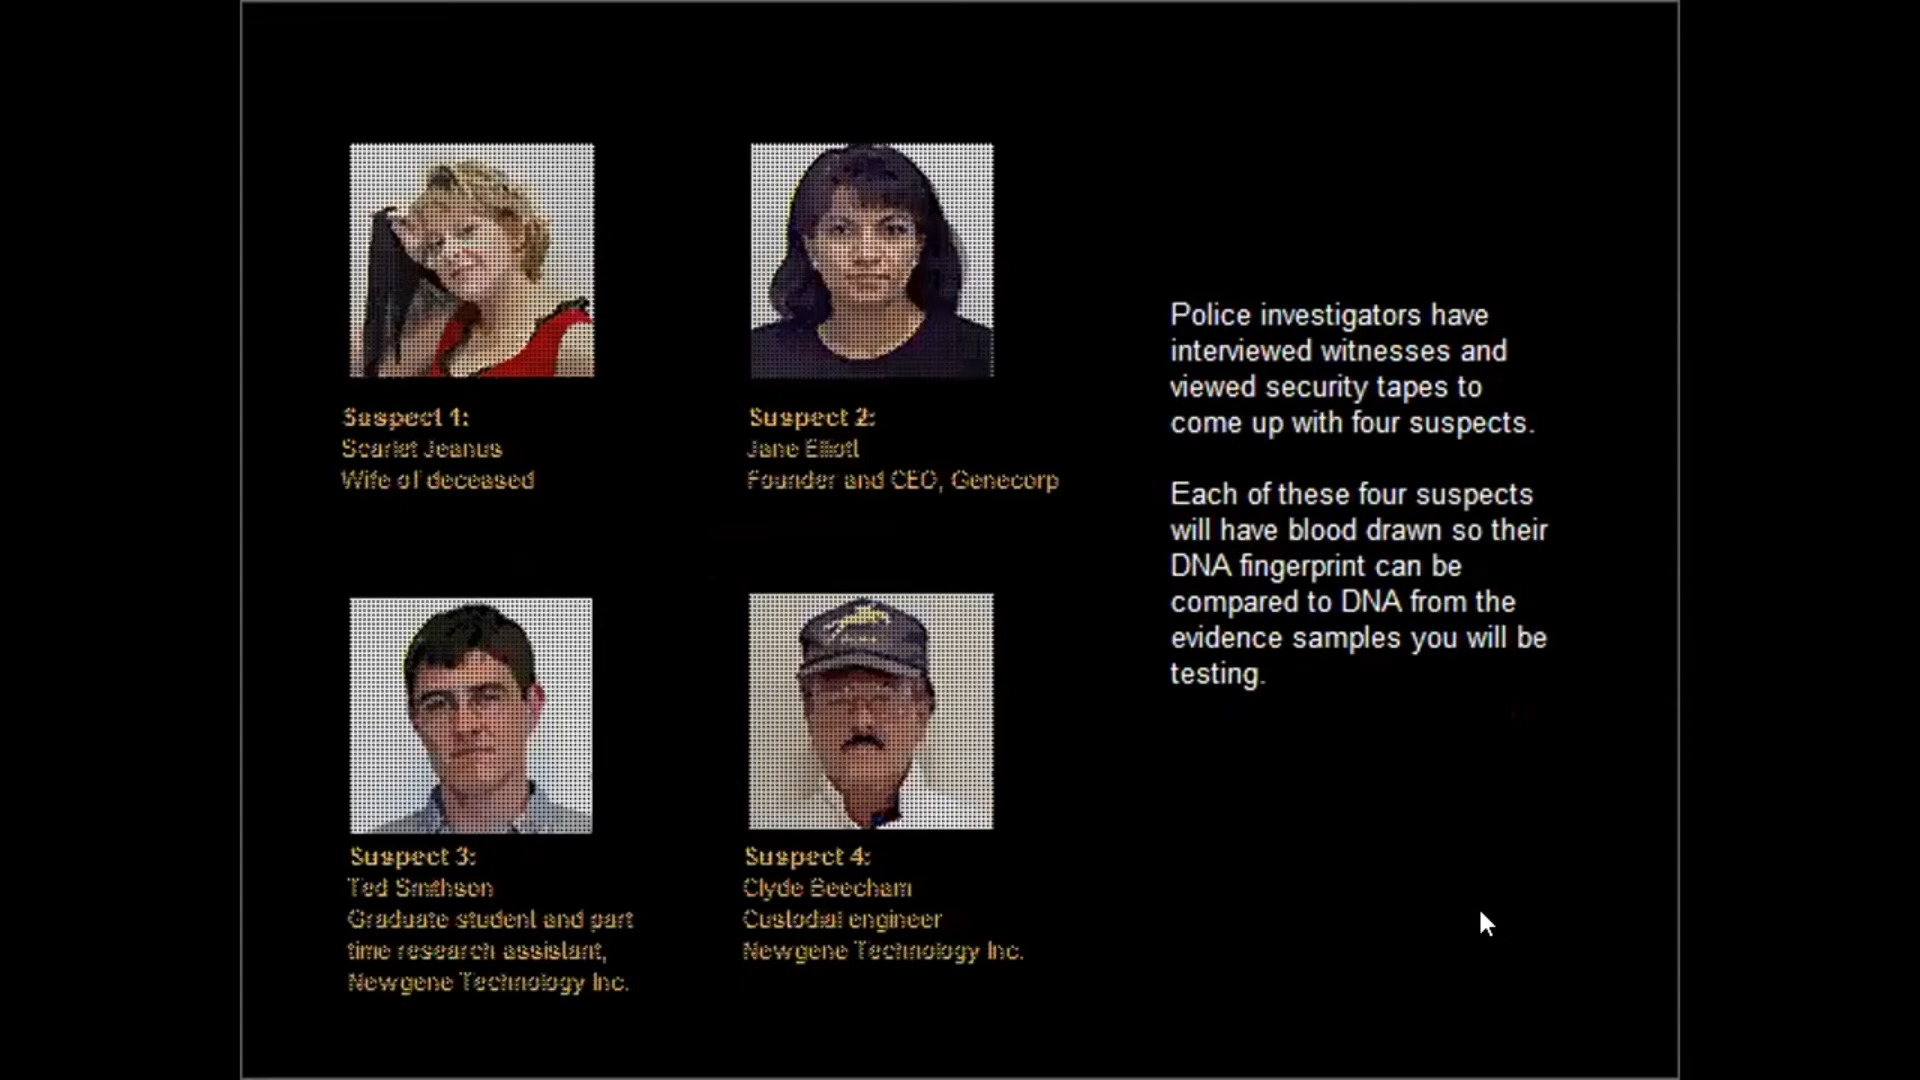 Suspect 1:
Scarlet Jeanus
Wife of deceased
Suspect 2:
Jane Elliott
Founder and CEO, Genecorp
Police investigators have
interviewed witnesses and
viewed security tapes to
come up with four suspects.
Each of these four suspects
will have blood drawn so their
DNA fingerprint can be
compared to DNA from the
evidence samples you will be
testing.
Suspect 3:
Ted Smithson
Graduate student and part
time research assistant,
Newgene Technology Inc.
Suspect 4:
Clyde Beecham
Custodial engineer
Newgene Technology Inc.